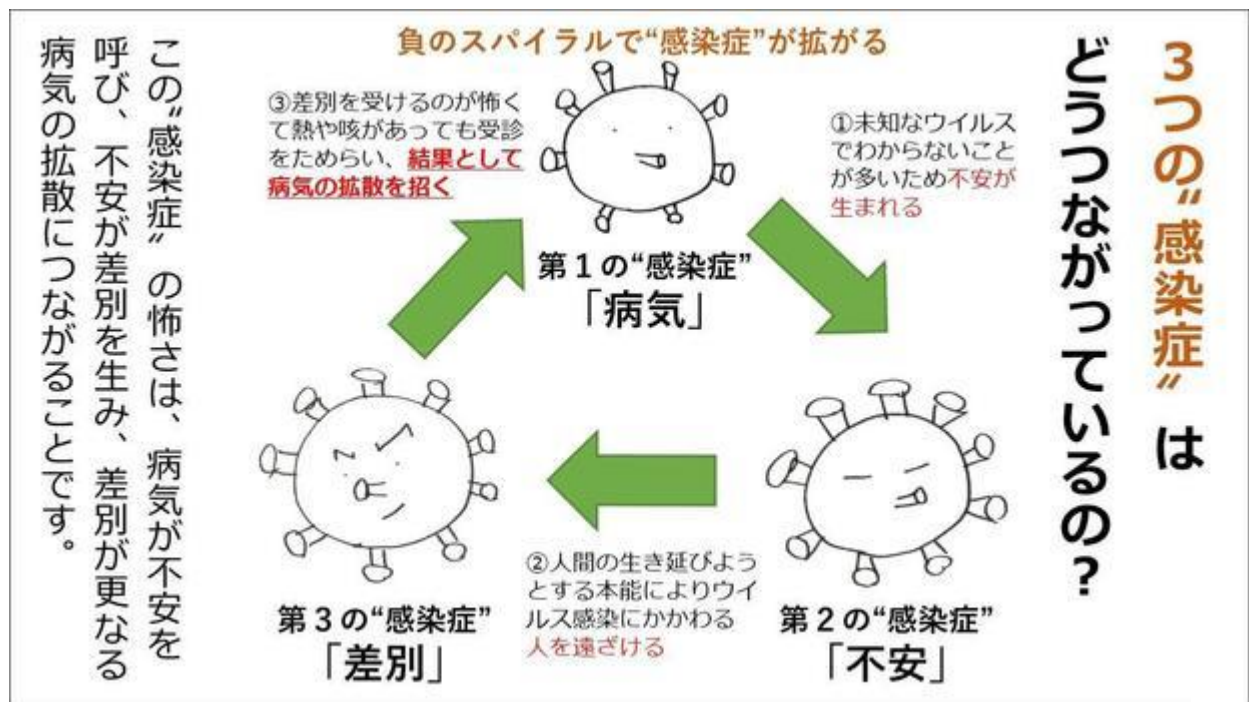 3つの“感染症”は
どうつながっているの?
負のスパイラルで“感染症”が拡がる
第1の“感染症”
「病気」
①未知なウイルス
でわからないこと
が多いため不安が
生まれる
第2の“感染症”
「不安」
②人間の生き延びよう
とする本能によりウイ
ルス感染にかかわる
人を遠ざける
第3の“感染症”
「差別」
③差別を受けるのが怖く
て熱や咳があっても受診
をためらい、結果として
病気の拡散を招く
この“感染症”の怖さは、病気が不安を
呼び、不安が差別を生み、差別が更なる
病気の拡散につながることです。